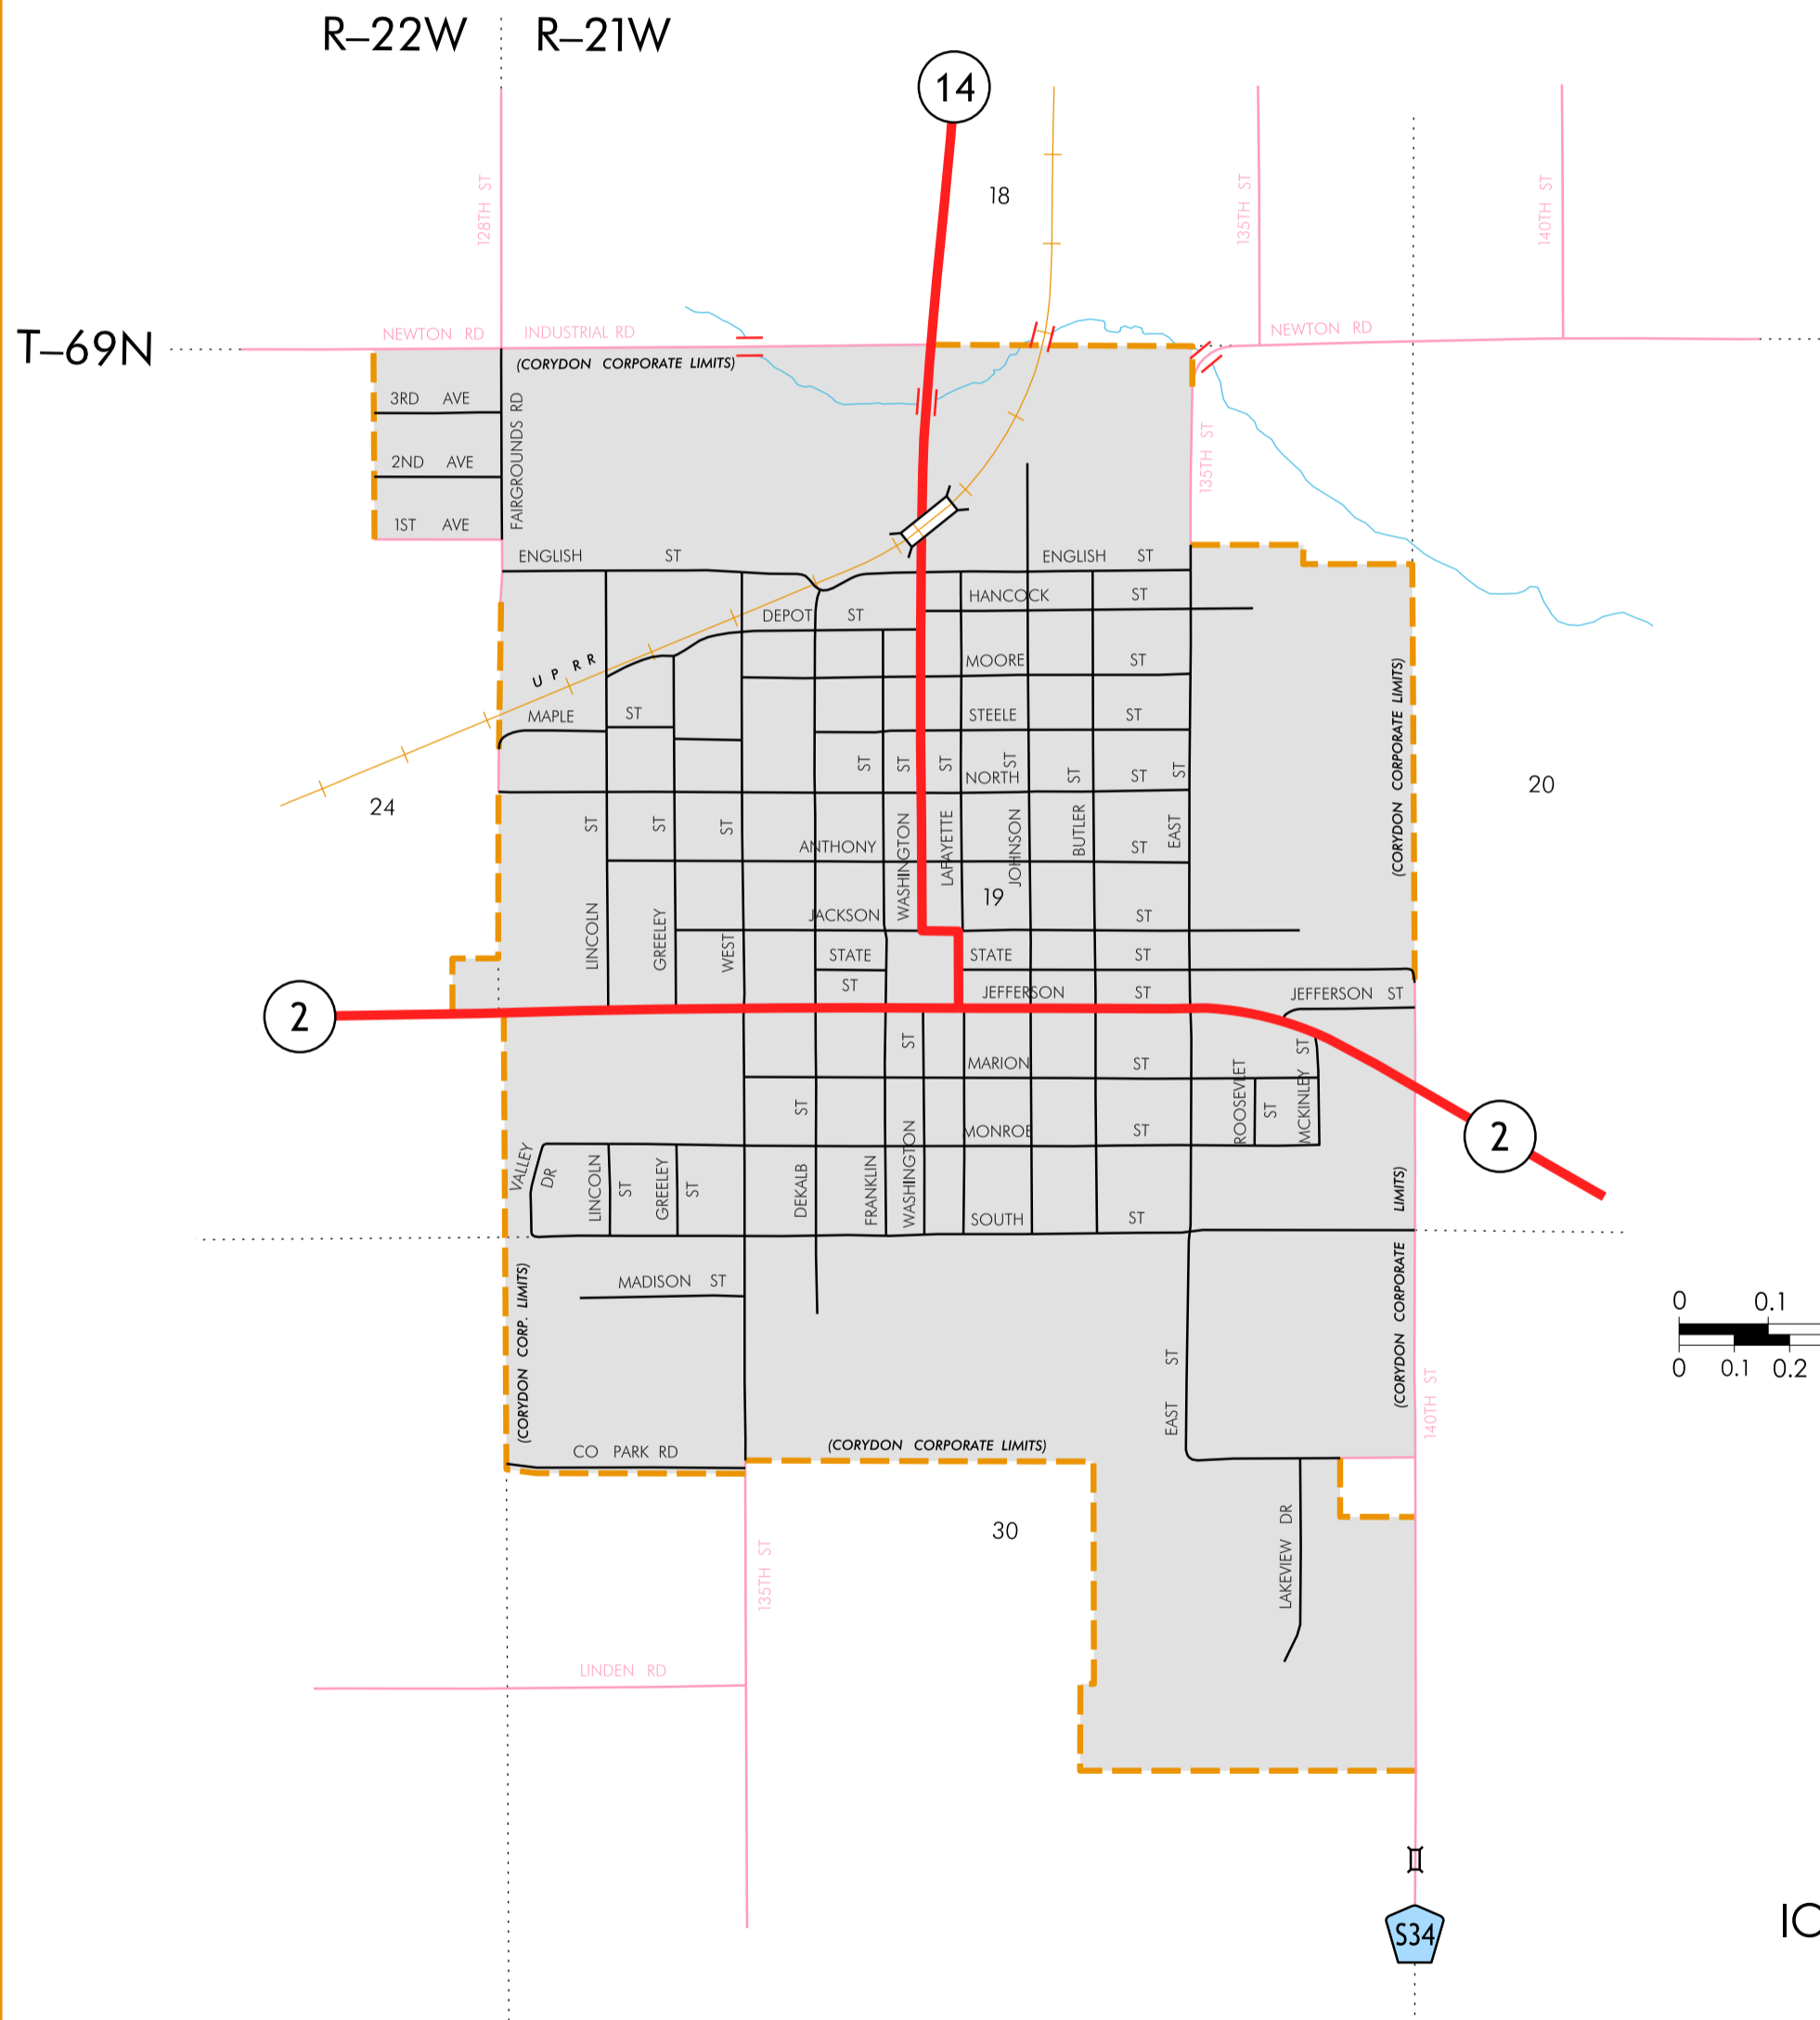 R–22W R–21W
14
18
128TH ST
135TH ST
140TH ST
T–69N
NEWTON RD
INDUSTRIAL RD
NEWTON RD
(CORYDON CORPORATE LIMITS)
3RD AVE
2ND AVE
1ST AVE
FAIRGROUNDS RD
135TH ST
ENGLISH ST
ENGLISH ST
HANCOCK ST
DEPOT ST
MOORE ST
U P R R
MAPLE ST
STEELE ST
(CORYDON CORPORATE LIMITS)
NORTH ST
24
20
LINCOLN ST
GREELEY ST
WEST ST
ST
WASHINGTON ST
LAFAYETTE ST
JOHNSON ST
BUTLER ST
EAST ST
ANTHONY ST
19
JACKSON ST
STATE ST
STATE ST
JEFFERSON ST
JEFFERSON ST
2
MARION ST
ROOSEVLET ST
MCKINLEY ST
MONROE ST
2
VALLEY DR
LINCOLN ST
GREELEY ST
DEKALB ST
FRANKLIN
WASHINGTON ST
SOUTH ST
MADISON ST
(CORYDON CORP. LIMITS)
(CORYDON CORPORATE LIMITS)
0 0.1
0 0.1 0.2
EAST ST
140TH ST
CO PARK RD
(CORYDON CORPORATE LIMITS)
30
135TH ST
LAKEVIEW DR
LINDEN RD
S34